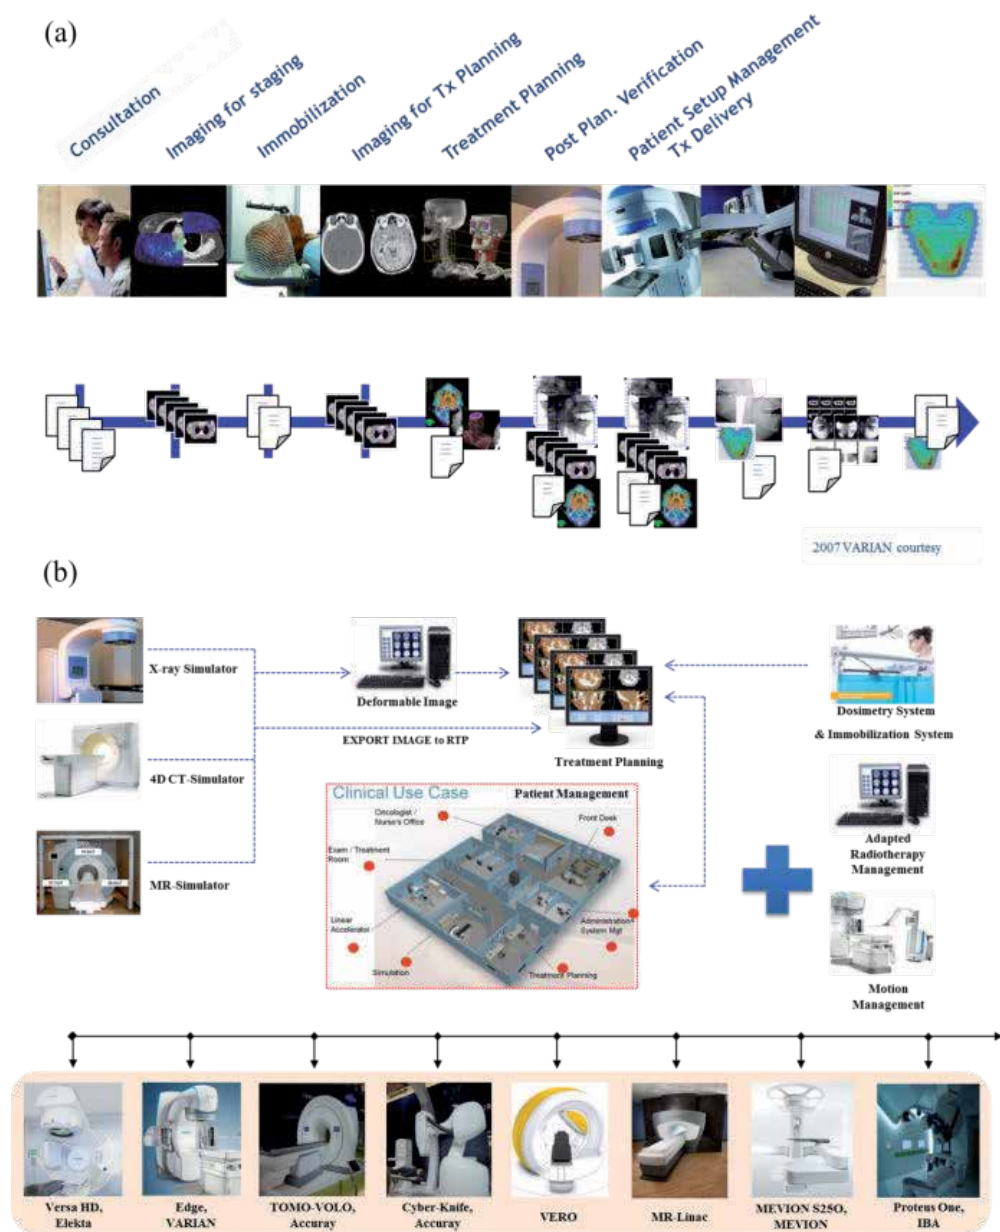 (a)
Consultation
Imaging for staging
Immobilization
Imaging for Tx Planning
Treatment Planning
Post Plan. Verification
Patient Setup Management
Tx Delivery
2007 VARIAN courtesy
(b)
X-ray Simulator
4D CT-Simulator
MR-Simulator
Deformable Image
EXPORT IMAGE to RTP
Treatment Planning
Dosimetry System
& Immobilization System
Adapted
Radiotherapy
Management
Motion
Management
Clinical Use Case
Patient Management
Oncologist /
Nurse's Office
Front Desk
Exam / Treatment
Room
Linear
Accelerator
Administration
System Mgt
Simulation
Treatment Planning
Versa HD,
Elekta
Edge,
VARIAN
TOMO-VOLO,
Accuray
Cyber-Knife,
Accuray
VERO
MR-Linac
MEVION S25O,
MEVION
Proteus One,
IBA